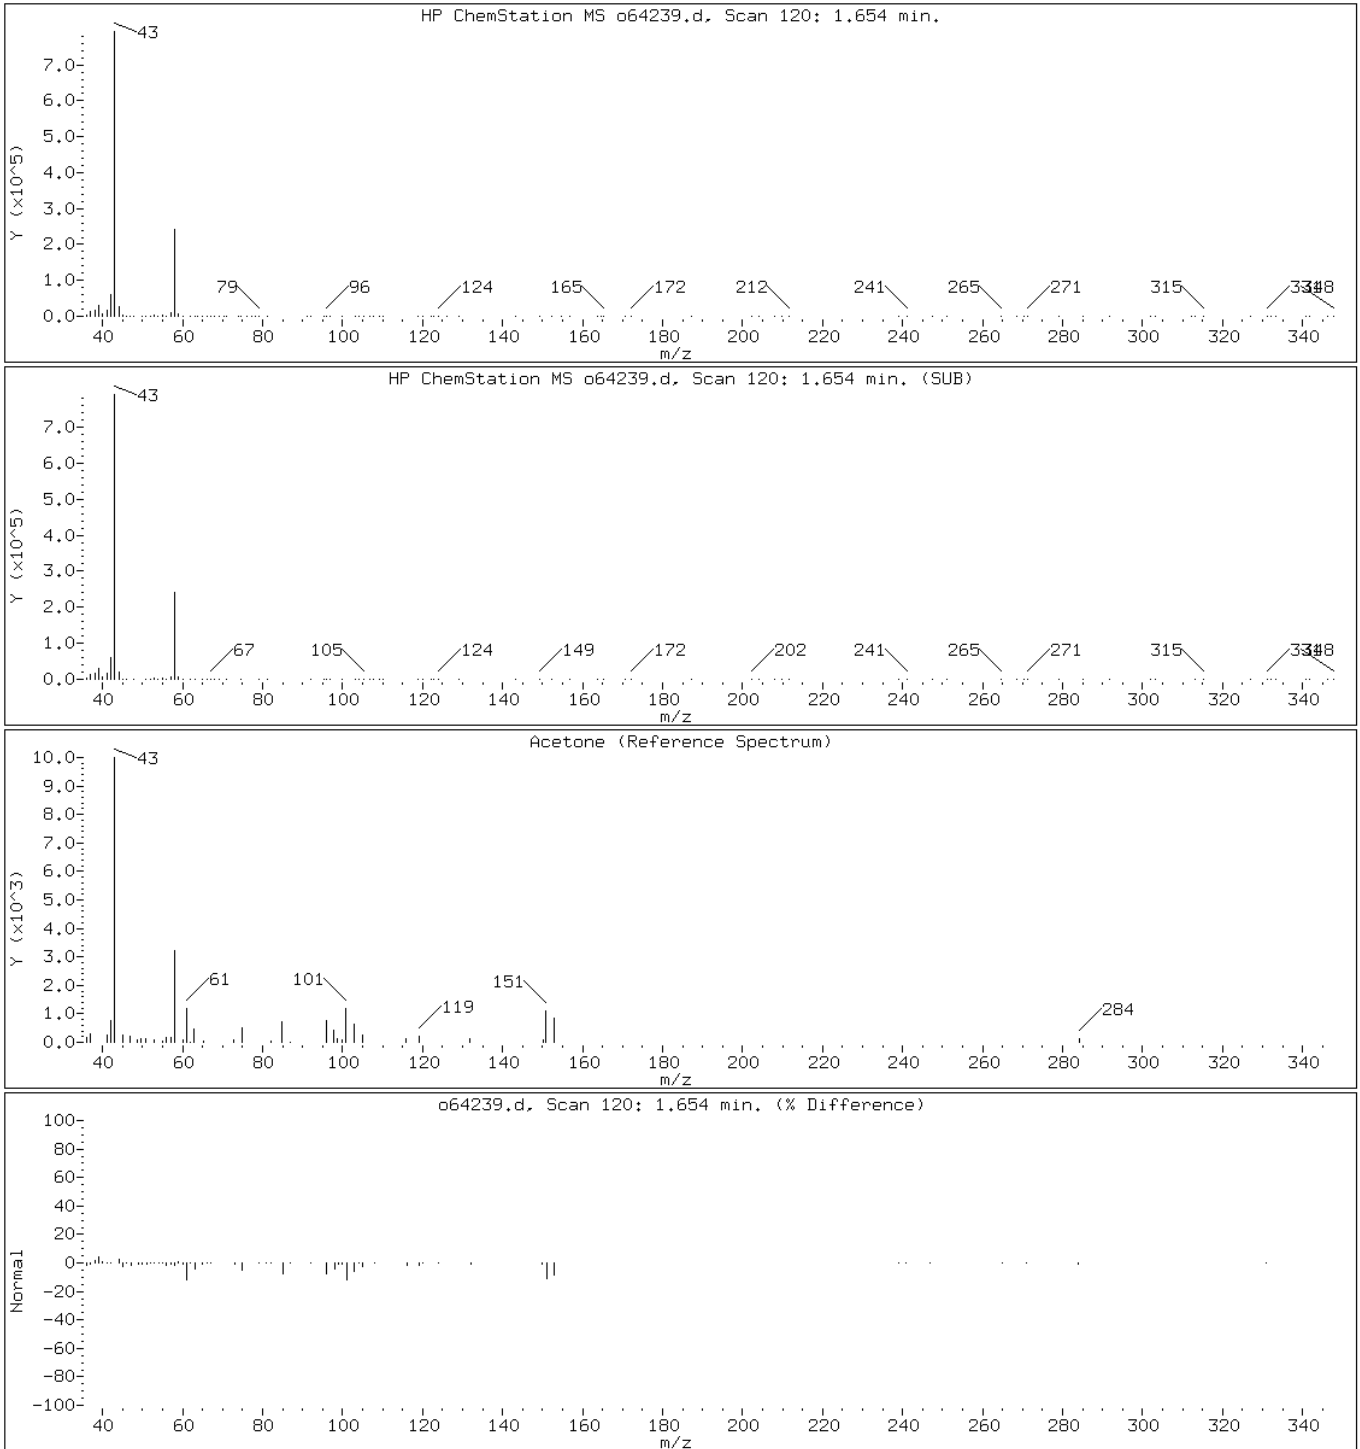 HP ChemStation MS o64239.d, Scan 120: 1.654 min.
43
7.0
6.0
5.0
4.0
3.0
2.0
1.0
0.0
Y (x10^5)
79 96 124 165 172 212 241 265 271 315 348
40 60 80 100 120 140 160 180 200 220 240 260 280 300 320 340
m/z
HP ChemStation MS o64239.d, Scan 120: 1.654 min. (SUB)
43
7.0
6.0
5.0
4.0
3.0
2.0
1.0
0.0
Y (x10^5)
67 105 124 149 172 202 241 265 271 315 348
40 60 80 100 120 140 160 180 200 220 240 260 280 300 320 340
m/z
Acetone (Reference Spectrum)
43
10.0
9.0
8.0
7.0
6.0
5.0
4.0
3.0
2.0
1.0
0.0
Y (x10^3)
61 101 119 151 284
40 60 80 100 120 140 160 180 200 220 240 260 280 300 320 340
m/z
o64239.d, Scan 120: 1.654 min. (% Difference)
100
80
60
40
20
0
-20
-40
-60
-80
-100
Normal
40 60 80 100 120 140 160 180 200 220 240 260 280 300 320 340
m/z